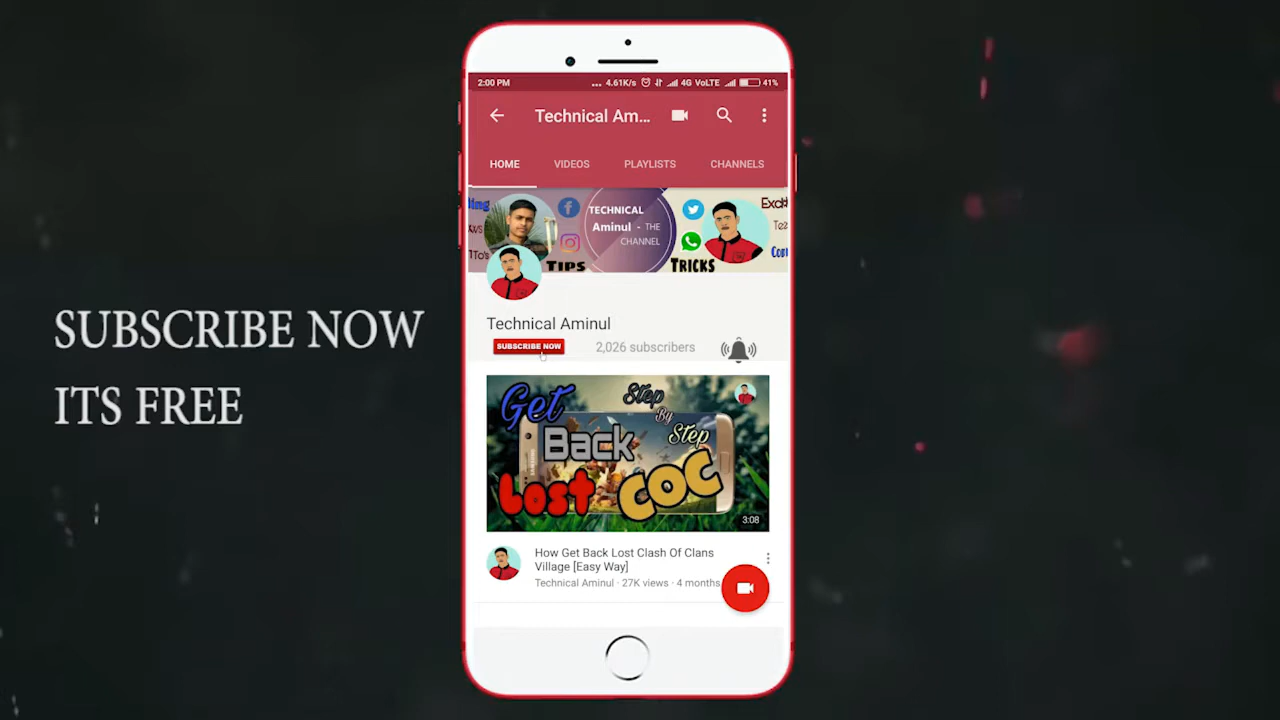 SUBSCRIBE NOW
ITS FREE
2:00 PM
... 4.61K/s
4G VoLTE
41%
Technical Am...
HOME
VIDEOS
PLAYLISTS
CHANNELS
TECHNICAL
Aminul - THE
CHANNEL
TIPS
TRICKS
Technical Aminul
SUBSCRIBE NOW
2,026 subscribers
Get
Step
By
Step
Back
Lost
COC
3:08
How Get Back Lost Clash Of Clans
Village [Easy Way]
Technical Aminul · 27K views · 4 months